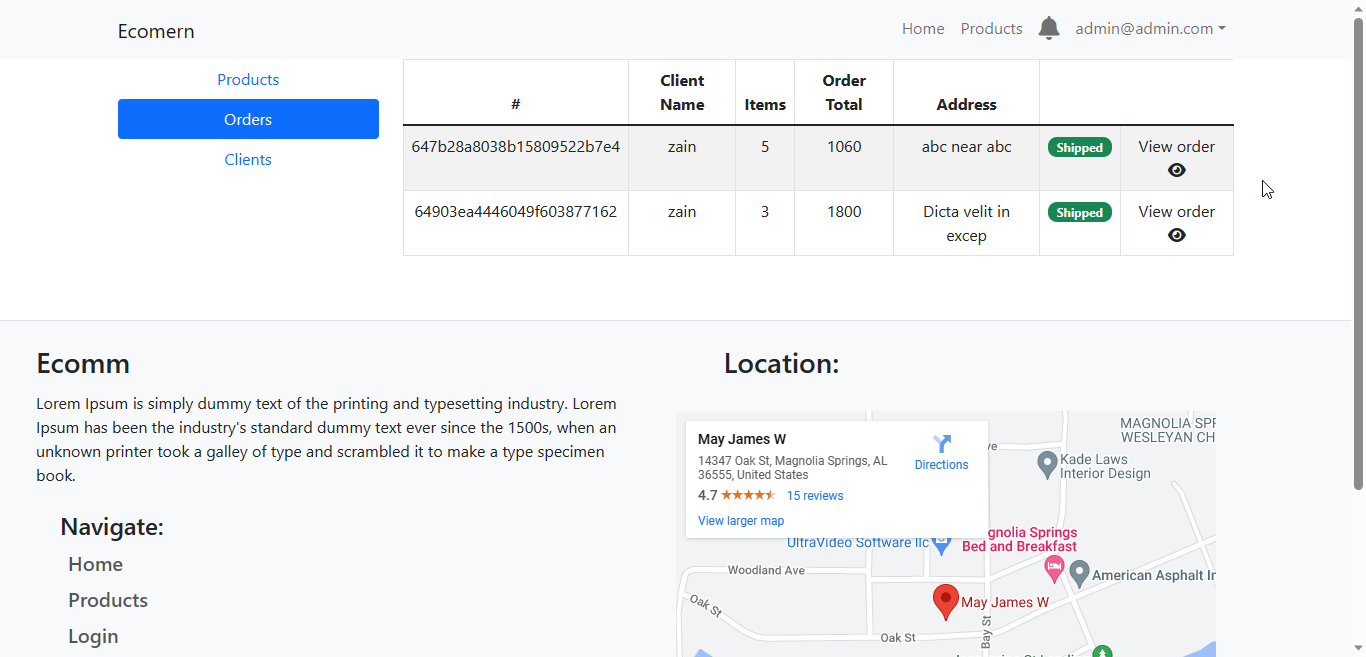 Ecomern
Home Products admin@admin.com
Products
Orders
Clients
# Client Name Items Order Total Address
647b28a8038b15809522b7e4 zain 5 1060 abc near abc Shipped View order
64903ea4446049f603877162 zain 3 1800 Dicta velit in excep Shipped View order
Ecomm
Lorem Ipsum is simply dummy text of the printing and typesetting industry. Lorem
Ipsum has been the industry's standard dummy text ever since the 1500s, when an
unknown printer took a galley of type and scrambled it to make a type specimen
book.
Navigate:
Home
Products
Login
Location:
May James W
14347 Oak St, Magnolia Springs, AL
36555, United States
4.7 15 reviews
View larger map
Directions
MAGNOLIA SPR
WESLEYAN CH
Kade Laws
Interior Design
UltraVideo Software llc
gnolia Springs
Bed and Breakfast
American Asphalt In
Woodland Ave
May James W
Oak St
Oak St
Bay St